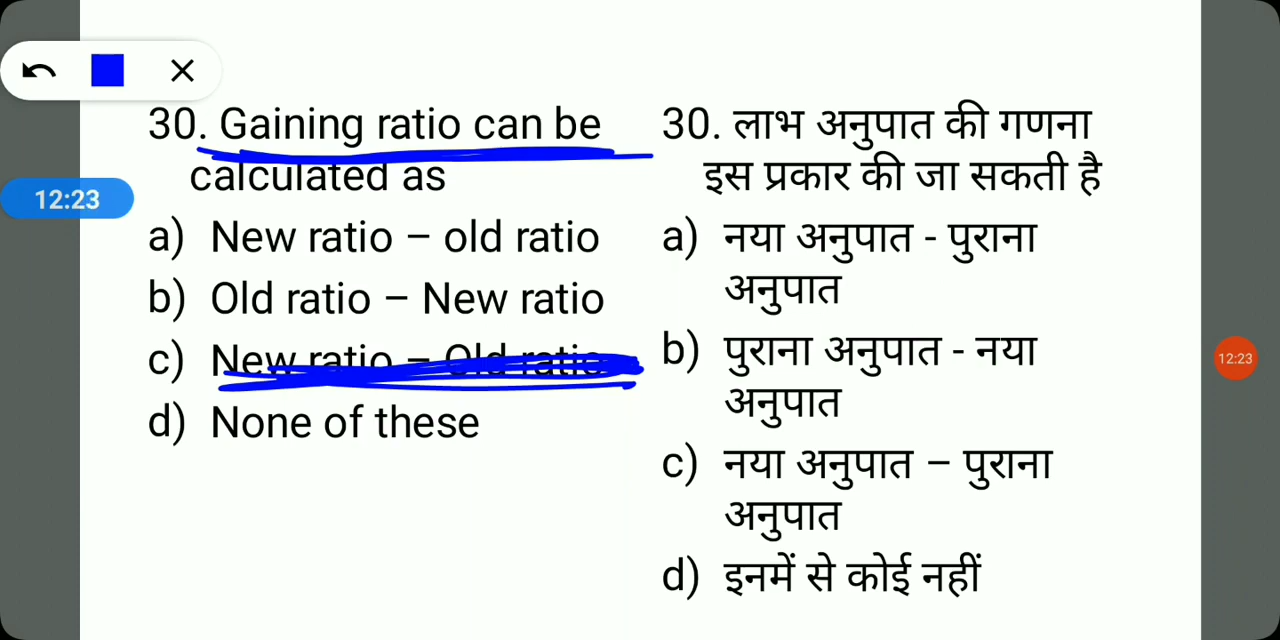 30. Gaining ratio can be
calculated as
a) New ratio – old ratio
b) Old ratio – New ratio
c) New ratio – Old ratio
d) None of these
30. लाभ अनुपात की गणना
इस प्रकार की जा सकती है
a) नया अनुपात - पुराना
अनुपात
b) पुराना अनुपात - नया
अनुपात
c) नया अनुपात – पुराना
अनुपात
d) इनमें से कोई नहीं
12:23
12:23